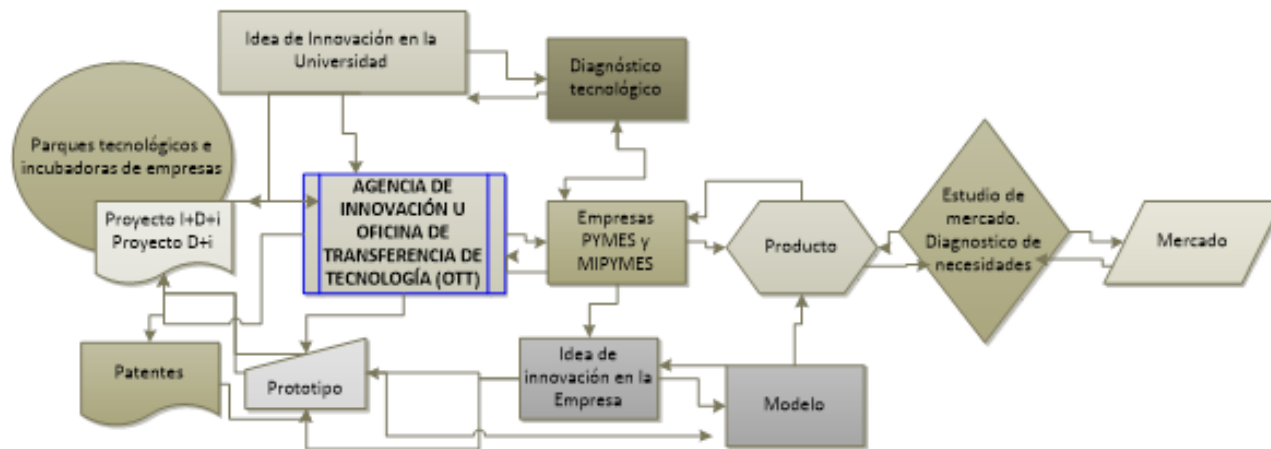 Idea de Innovación en la
Universidad
Diagnóstico
tecnológico
Parques tecnológicos e
incubadoras de empresas
Proyecto I+D+i
Proyecto D+i
AGENCIA DE
INNOVACIÓN U
OFICINA DE
TRANSFERENCIA DE
TECNOLOGÍA (OTT)
Empresas
PYMES y
MIPYMES
Producto
Estudio de
mercado.
Diagnostico de
necesidades
Mercado
Patentes
Prototipo
Idea de
innovación en la
Empresa
Modelo